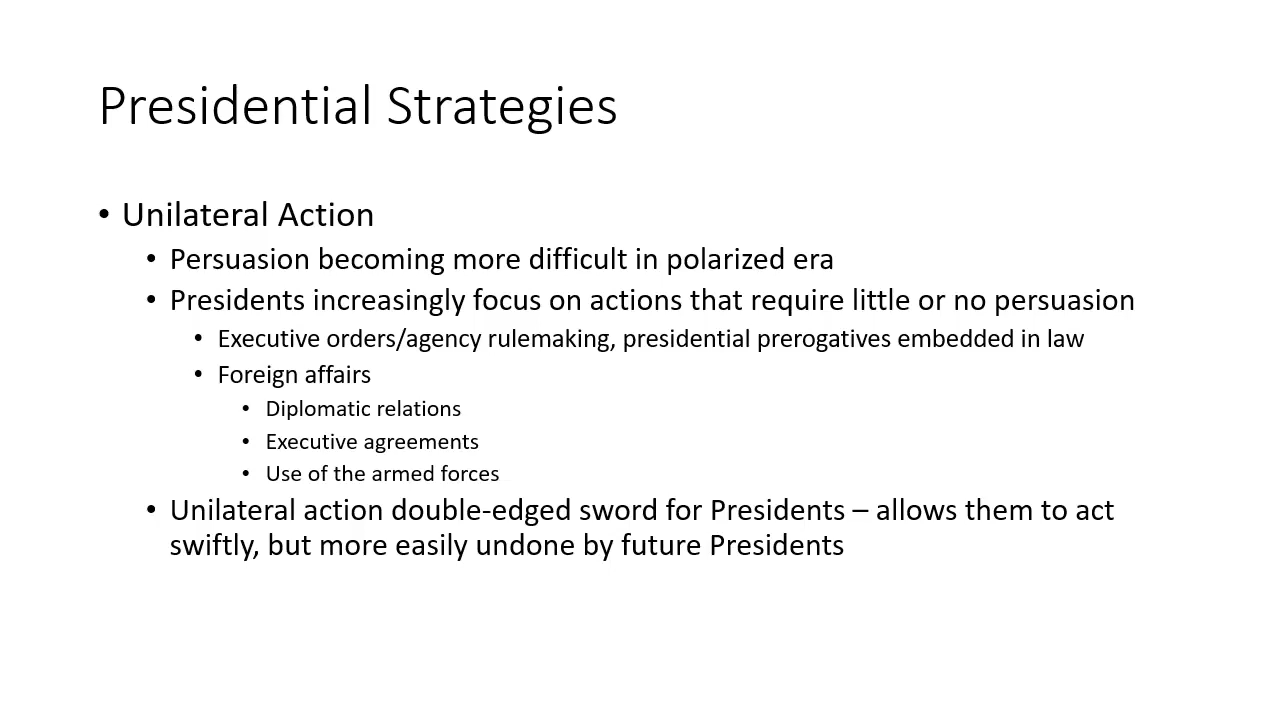 Presidential Strategies
• Unilateral Action
• Persuasion becoming more difficult in polarized era
• Presidents increasingly focus on actions that require little or no persuasion
• Executive orders/agency rulemaking, presidential prerogatives embedded in law
• Foreign affairs
• Diplomatic relations
• Executive agreements
• Use of the armed forces
• Unilateral action double-edged sword for Presidents – allows them to act
swiftly, but more easily undone by future Presidents